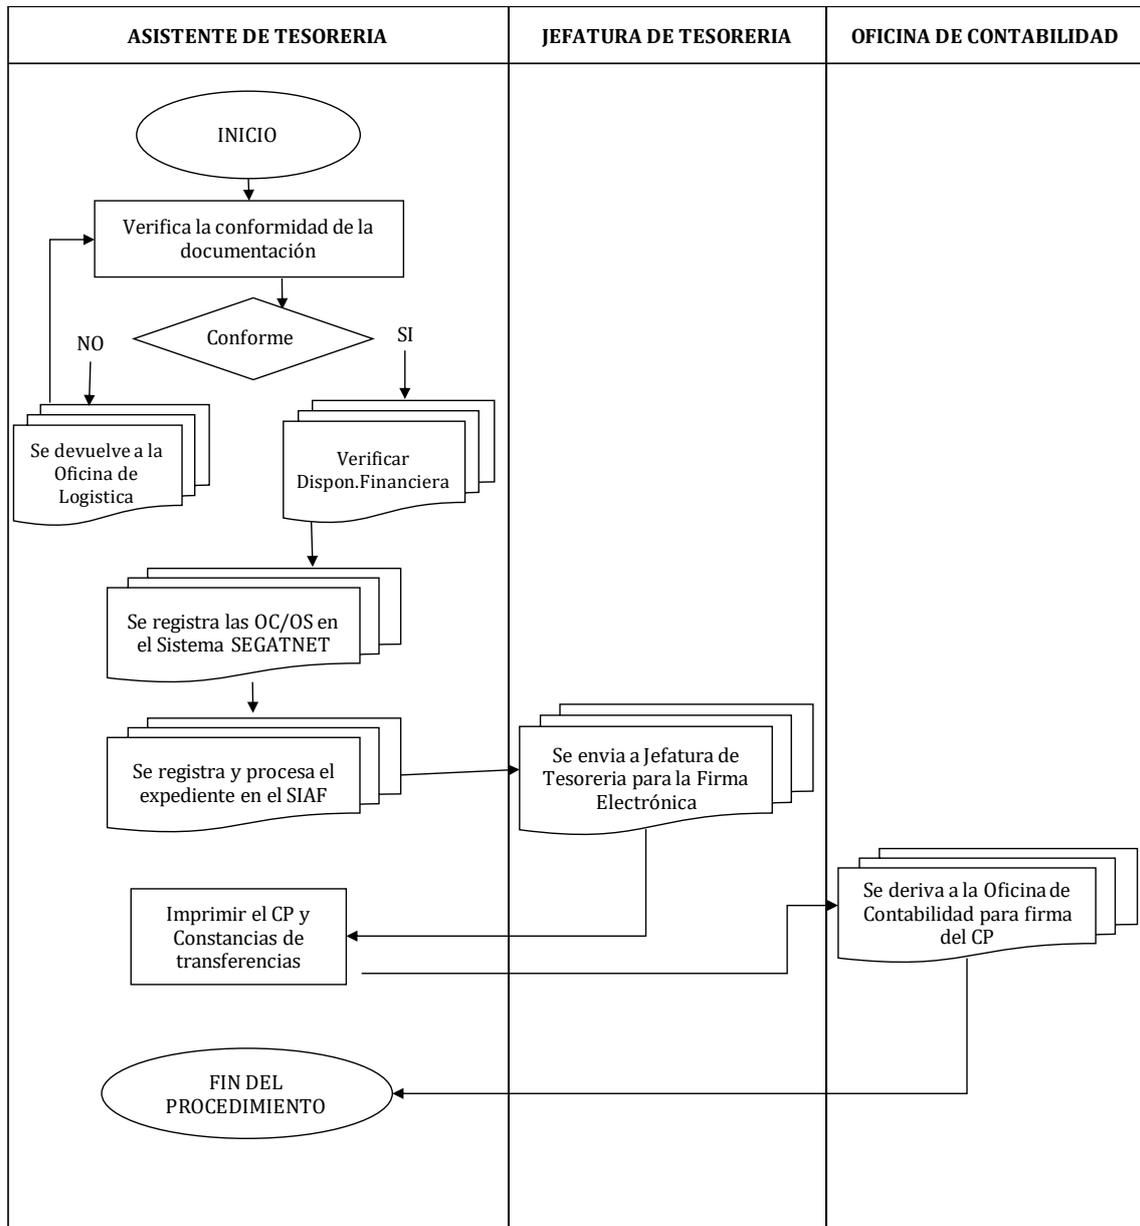 ASISTENTE DE TESORERIA
JEFATURA DE TESORERIA
OFICINA DE CONTABILIDAD
INICIO
Verifica la conformidad de la
documentación
Conforme
NO
SI
Se devuelve a la
Oficina de
Logistica
Verificar
Dispon.Financiera
Se registra las OC/OS en
el Sistema SEGATNET
Se registra y procesa el
expediente en el SIAF
Se envia a Jefatura de
Tesoreria para la Firma
Electrónica
Imprimir el CP y
Constancias de
transferencias
Se deriva a la Oficina de
Contabilidad para firma
del CP
FIN DEL
PROCEDIMIENTO